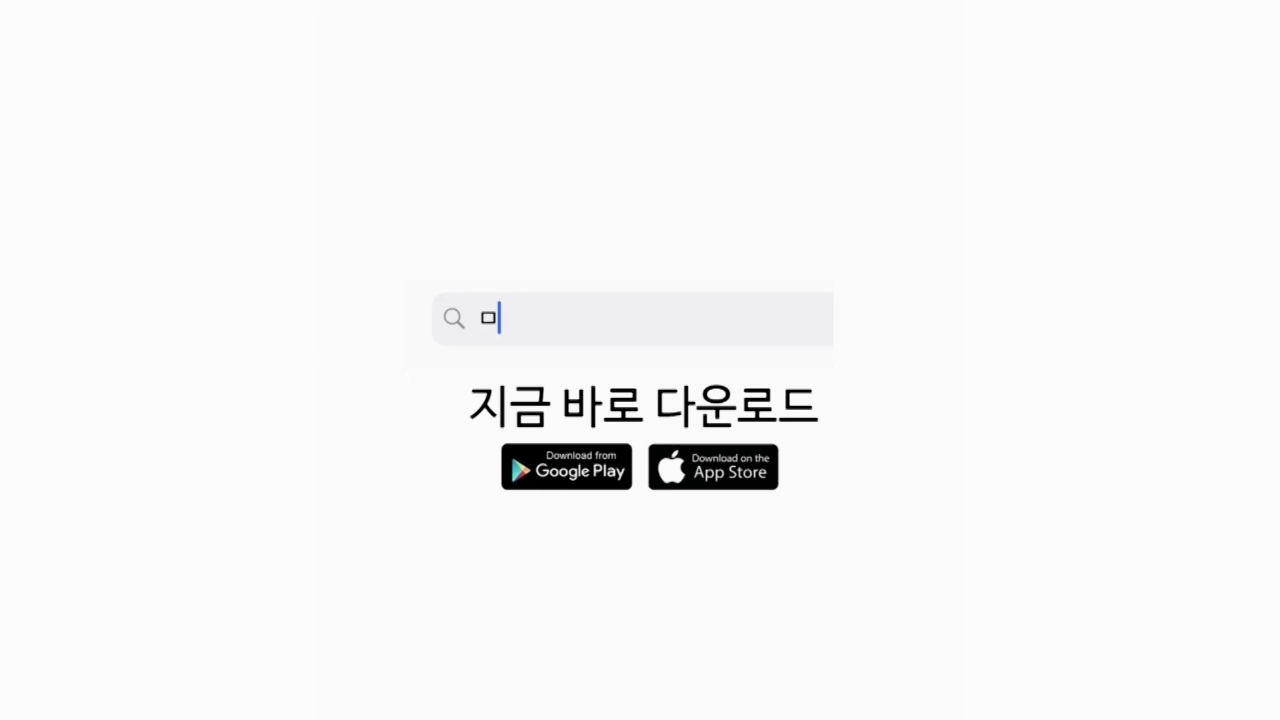 ㅁ
지금 바로 다운로드
Download from
Google Play
Download on the
App Store